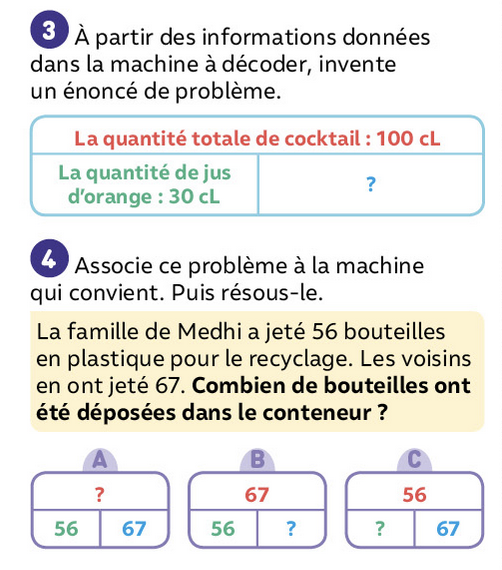 3 À partir des informations données
dans la machine à décoder, invente
un énoncé de problème.
La quantité totale de cocktail : 100 cL
La quantité de jus
d'orange : 30 cL
?
4 Associe ce problème à la machine
qui convient. Puis résous-le.
La famille de Medhi a jeté 56 bouteilles
en plastique pour le recyclage. Les voisins
en ont jeté 67. Combien de bouteilles ont
été déposées dans le conteneur ?
A
?
56 67
B
67
56 ?
C
56
? 67